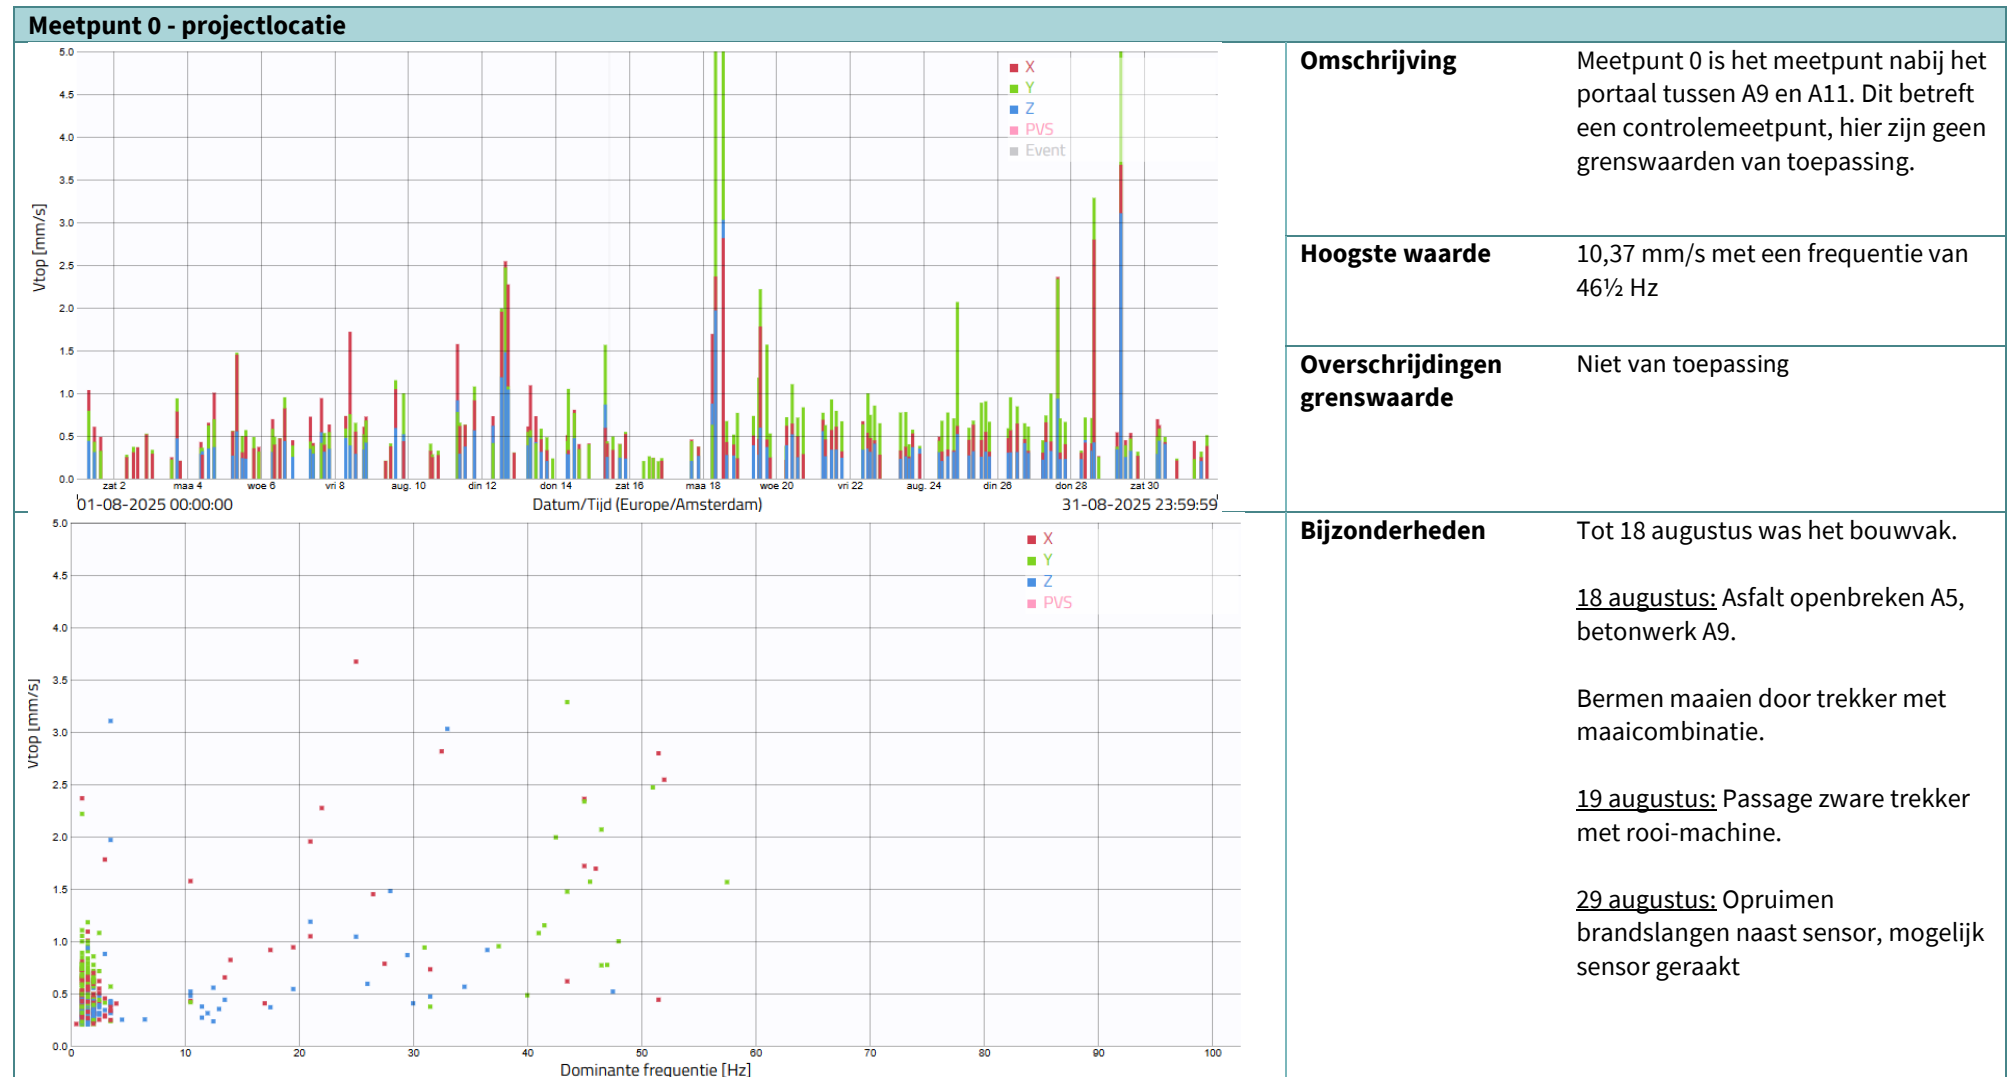 Meetpunt 0 - projectlocatie
5.0
4.5
4.0
3.5
3.0
2.5
2.0
1.5
1.0
0.5
0.0
Vtop [mm/s]
X
Y
Z
PVS
Event
zat 2
maa 4
woe 6
vri 8
aug. 10
din 12
don 14
zat 16
maa 18
woe 20
vri 22
aug. 24
din 26
don 28
zat 30
01-08-2025 00:00:00
Datum/Tijd (Europe/Amsterdam)
31-08-2025 23:59:59
Omschrijving
Meetpunt 0 is het meetpunt nabij het
portaal tussen A9 en A11. Dit betreft
een controlemeetpunt, hier zijn geen
grenswaarden van toepassing.
Hoogste waarde
10,37 mm/s met een frequentie van
46½ Hz
Overschrijdingen
grenswaarde
Niet van toepassing
5.0
4.5
4.0
3.5
3.0
2.5
2.0
1.5
1.0
0.5
0.0
Vtop [mm/s]
X
Y
Z
PVS
0
10
20
30
40
50
60
70
80
90
100
Dominante frequentie [Hz]
Bijzonderheden
Tot 18 augustus was het bouwvak.
18 augustus: Asfalt openbreken A5,
betonwerk A9.
Bermen maaien door trekker met
maaicombinatie.
19 augustus: Passage zware trekker
met rooi-machine.
29 augustus: Opruimen
brandslangen naast sensor, mogelijk
sensor geraakt